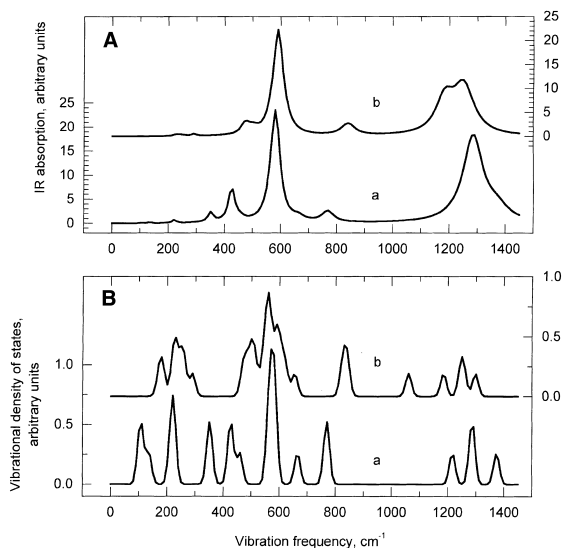 A
IR absorption, arbitrary units
25
20
15
10
5
0
25
20
15
10
5
0
b
a
0 200 400 600 800 1000 1200 1400
B
Vibrational density of states,
arbitrary units
1.0
0.5
0.0
1.0
0.5
0.0
b
a
0 200 400 600 800 1000 1200 1400
Vibration frequency, cm-1